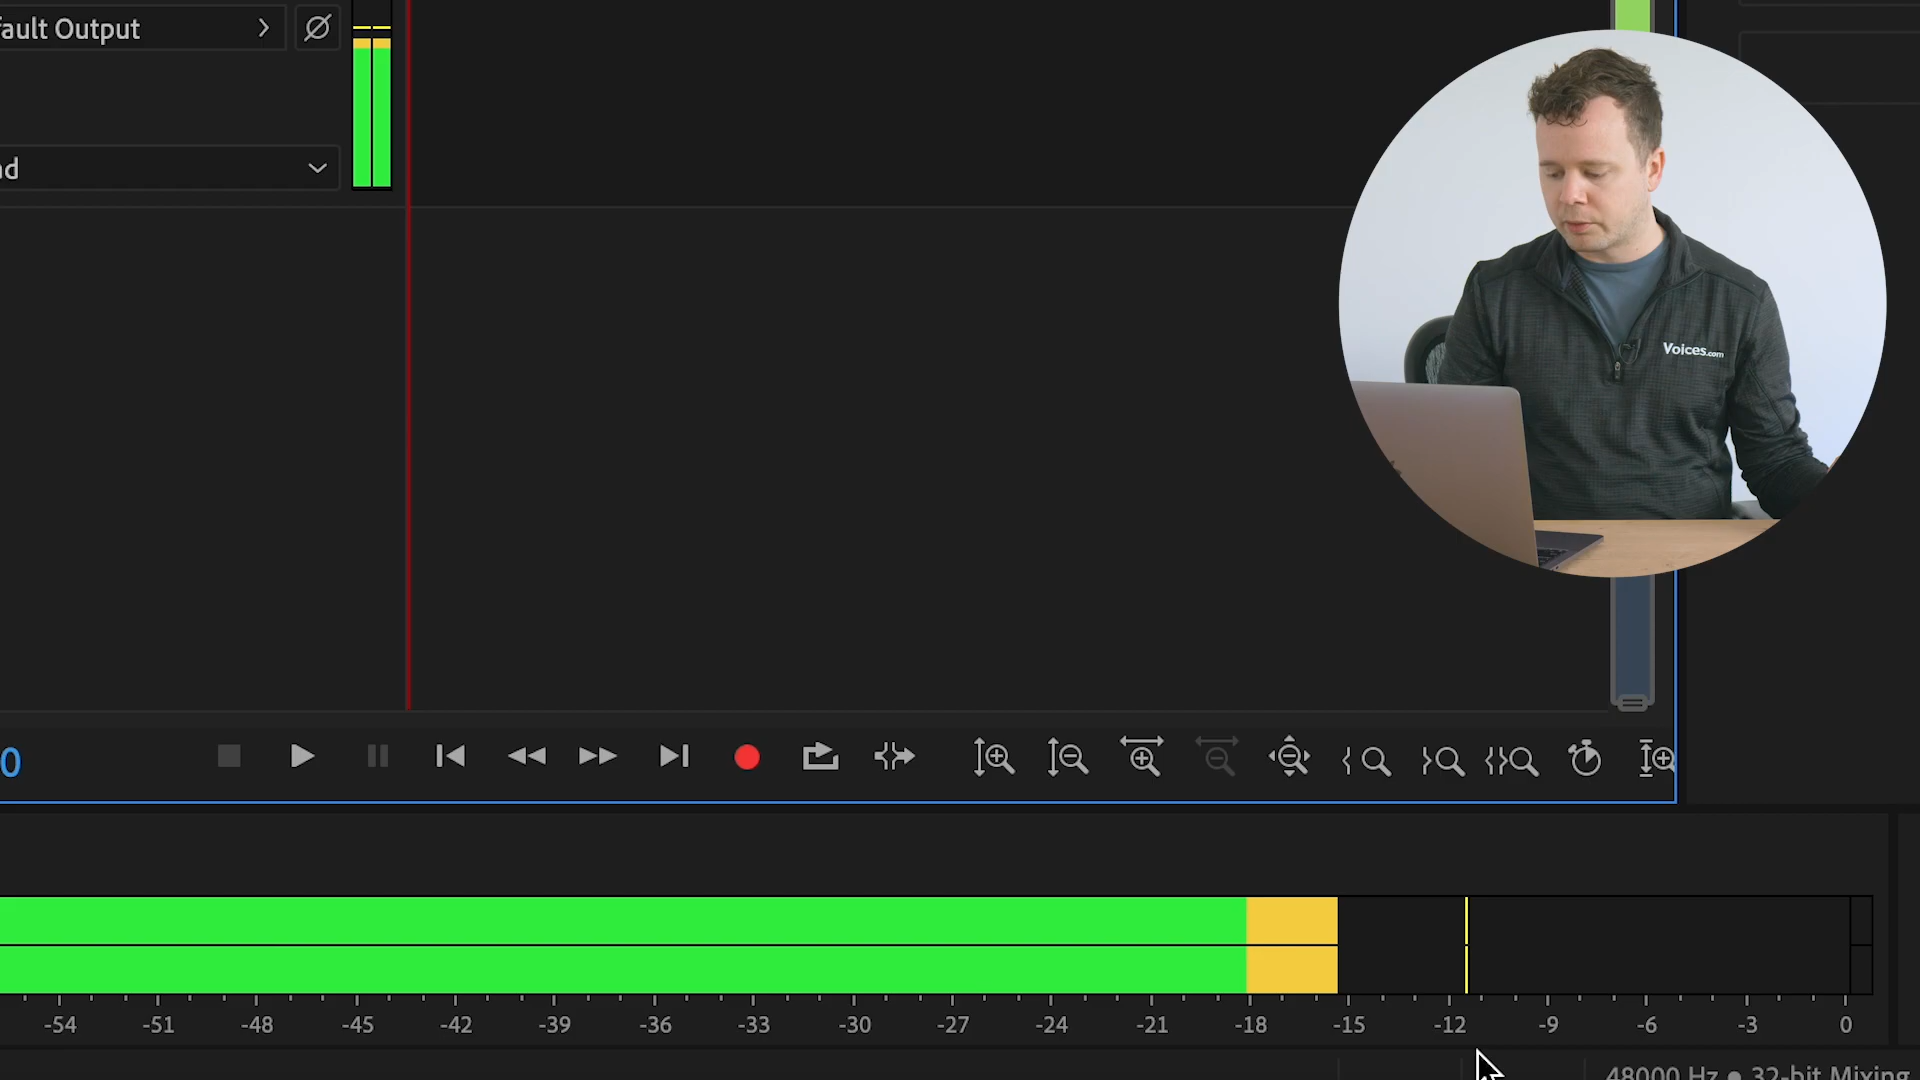 ault Output
d
Voices.com
0
-54 -51 -48 -45 -42 -39 -36 -33 -30 -27 -24 -21 -18 -15 -12 -9 -6 -3 0
48000 Hz ● 32-bit Mixing